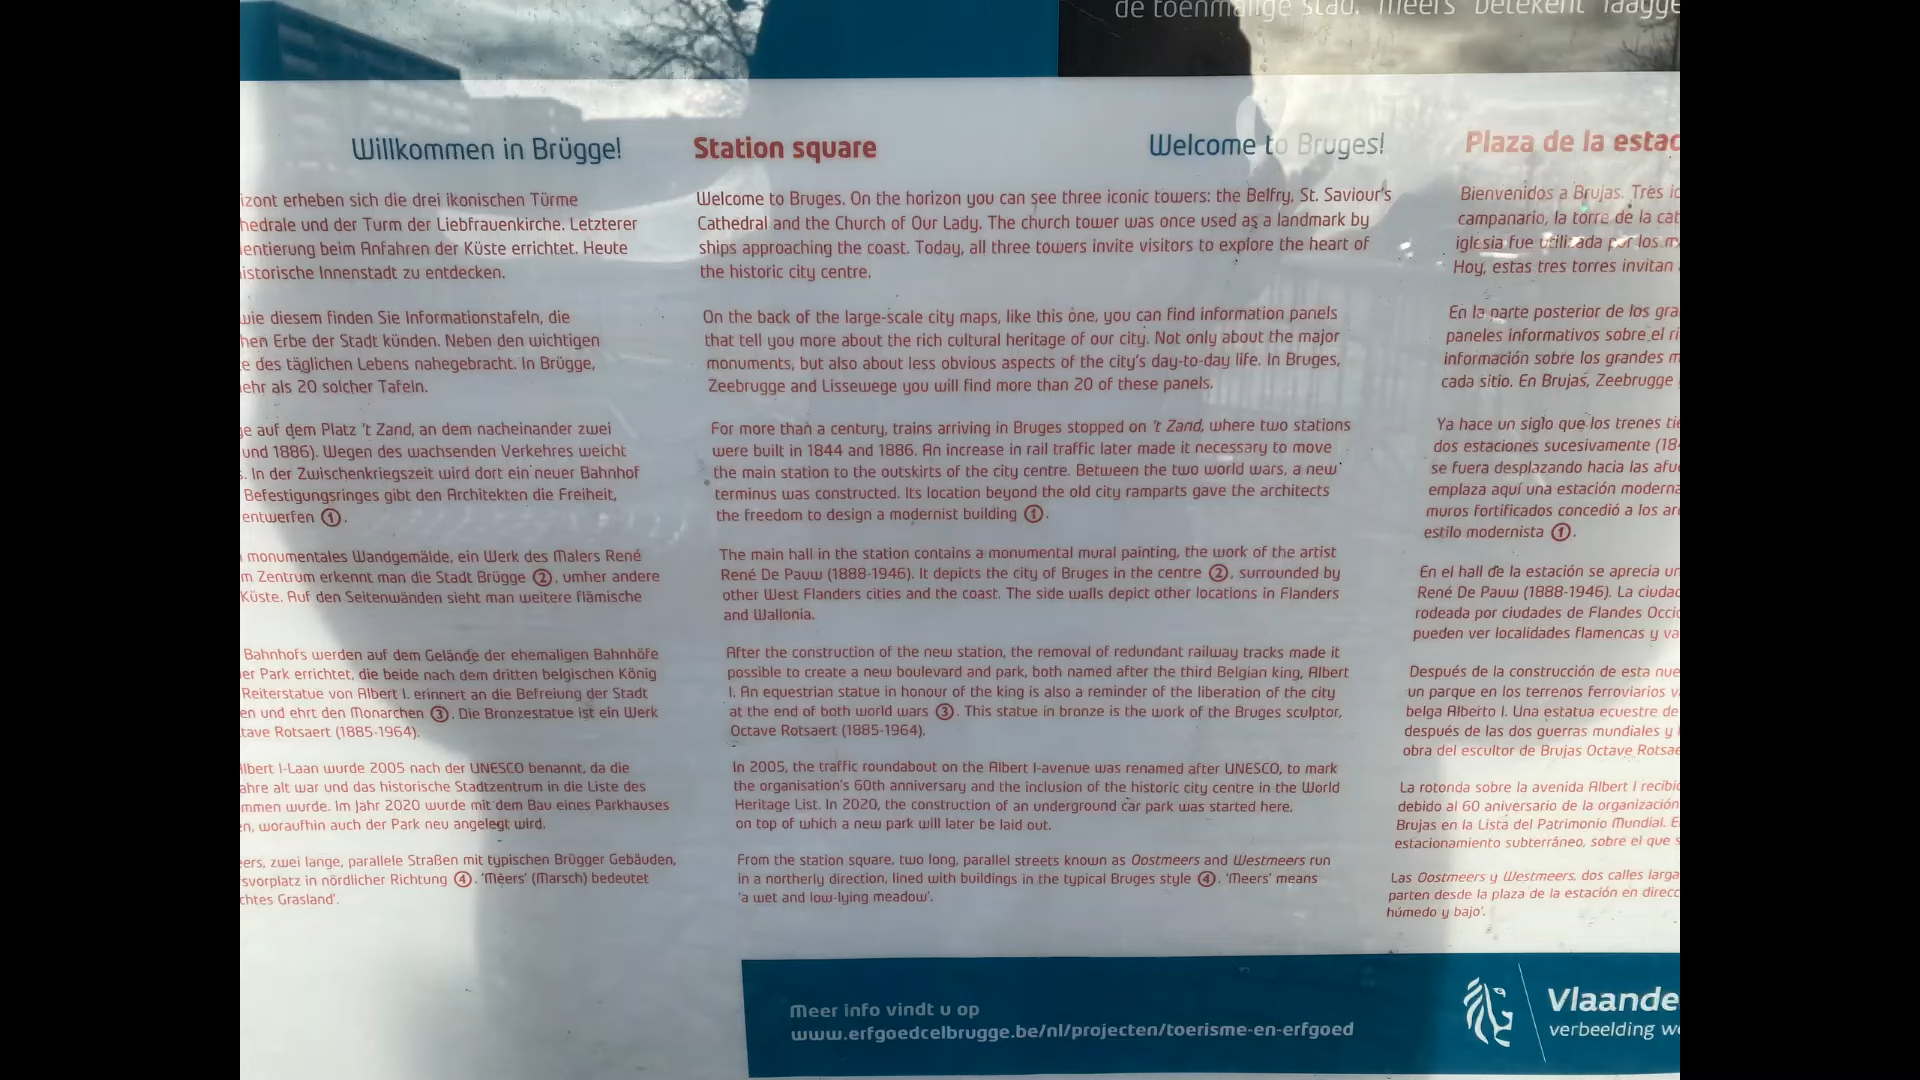 de toenmalige stad. 'Meers' betekent 'laagge
Willkommen in Brügge!
izont erheben sich die drei ikonischen Türme
hedrale und der Turm der Liebfrauenkirche. Letzterer
entierung beim Anfahren der Küste errichtet. Heute
istorische Innenstadt zu entdecken.
wie diesem finden Sie Informationstafeln, die
hen Erbe der Stadt künden. Neben den wichtigen
e des täglichen Lebens nahegebracht. In Brügge,
ehr als 20 solcher Tafeln.
ge auf dem Platz 't Zand, an dem nacheinander zwei
und 1886). Wegen des wachsenden Verkehres weicht
s. In der Zwischenkriegszeit wird dort ein neuer Bahnhof
Befestigungsringes gibt den Architekten die Freiheit,
entwerfen ①.
monumentales Wandgemälde, ein Werk des Malers René
m Zentrum erkennt man die Stadt Brügge ②, umher andere
Küste. Auf den Seitenwänden sieht man weitere flämische
Bahnhofs werden auf dem Gelände der ehemaligen Bahnhöfe
er Park errichtet, die beide nach dem dritten belgischen König
Reiterstatue von Albert I. erinnert an die Befreiung der Stadt
en und ehrt den Monarchen ③. Die Bronzestatue ist ein Werk
tave Rotsaert (1885-1964).
lbert I-Laan wurde 2005 nach der UNESCO benannt, da die
ahre alt war und das historische Stadtzentrum in die Liste des
mmen wurde. Im Jahr 2020 wurde mit dem Bau eines Parkhauses
en, woraufhin auch der Park neu angelegt wird.
eers, zwei lange, parallele Straßen mit typischen Brügger Gebäuden,
svorplatz in nördlicher Richtung ④. 'Meers' (Marsch) bedeutet
chtes Grasland'.
Station square
Welcome to Bruges!
Welcome to Bruges. On the horizon you can see three iconic towers: the Belfry, St. Saviour's
Cathedral and the Church of Our Lady. The church tower was once used as a landmark by
ships approaching the coast. Today, all three towers invite visitors to explore the heart of
the historic city centre.
On the back of the large-scale city maps, like this one, you can find information panels
that tell you more about the rich cultural heritage of our city. Not only about the major
monuments, but also about less obvious aspects of the city's day-to-day life. In Bruges,
Zeebrugge and Lissewege you will find more than 20 of these panels.
For more than a century, trains arriving in Bruges stopped on 't Zand, where two stations
were built in 1844 and 1886. An increase in rail traffic later made it necessary to move
the main station to the outskirts of the city centre. Between the two world wars, a new
terminus was constructed. Its location beyond the old city ramparts gave the architects
the freedom to design a modernist building ①.
The main hall in the station contains a monumental mural painting, the work of the artist
René De Pauw (1888-1946). It depicts the city of Bruges in the centre ②, surrounded by
other West Flanders cities and the coast. The side walls depict other locations in Flanders
and Wallonia.
After the construction of the new station, the removal of redundant railway tracks made it
possible to create a new boulevard and park, both named after the third Belgian king, Albert
I. An equestrian statue in honour of the king is also a reminder of the liberation of the city
at the end of both world wars ③. This statue in bronze is the work of the Bruges sculptor,
Octave Rotsaert (1885-1964).
In 2005, the traffic roundabout on the Albert I-avenue was renamed after UNESCO, to mark
the organisation's 60th anniversary and the inclusion of the historic city centre in the World
Heritage List. In 2020, the construction of an underground car park was started here,
on top of which a new park will later be laid out.
From the station square, two long, parallel streets known as Oostmeers and Westmeers run
in a northerly direction, lined with buildings in the typical Bruges style ④. 'Meers' means
'a wet and low-lying meadow'.
Plaza de la estac
Bienvenidos a Brujas. Tres ic
campanario, la torre de la cat
iglesia fue utilizada por los m
Hoy, estas tres torres invitan
En la parte posterior de los gra
paneles informativos sobre el ri
información sobre los grandes m
cada sitio. En Brujas, Zeebrugge
Ya hace un siglo que los trenes tie
dos estaciones sucesivamente (184
se fuera desplazando hacia las afu
emplaza aquí una estación moderna
muros fortificados concedió a los ar
estilo modernista ①.
En el hall de la estación se aprecia un
René De Pauw (1888-1946). La ciudad
rodeada por ciudades de Flandes Occi
pueden ver localidades flamencas y va
Después de la construcción de esta nue
un parque en los terrenos ferroviarios v
belga Alberto I. Una estatua ecuestre de
después de las dos guerras mundiales y
obra del escultor de Brujas Octave Rotsae
La rotonda sobre la avenida Albert I recibió
debido al 60 aniversario de la organización
Brujas en la Lista del Patrimonio Mundial. E
estacionamiento subterráneo, sobre el que s
Las Oostmeers y Westmeers, dos calles larga
parten desde la plaza de la estación en direcc
húmedo y bajo'.
Meer info vindt u op
www.erfgoedcelbrugge.be/nl/projecten/toerisme-en-erfgoed
Vlaande
verbeelding we